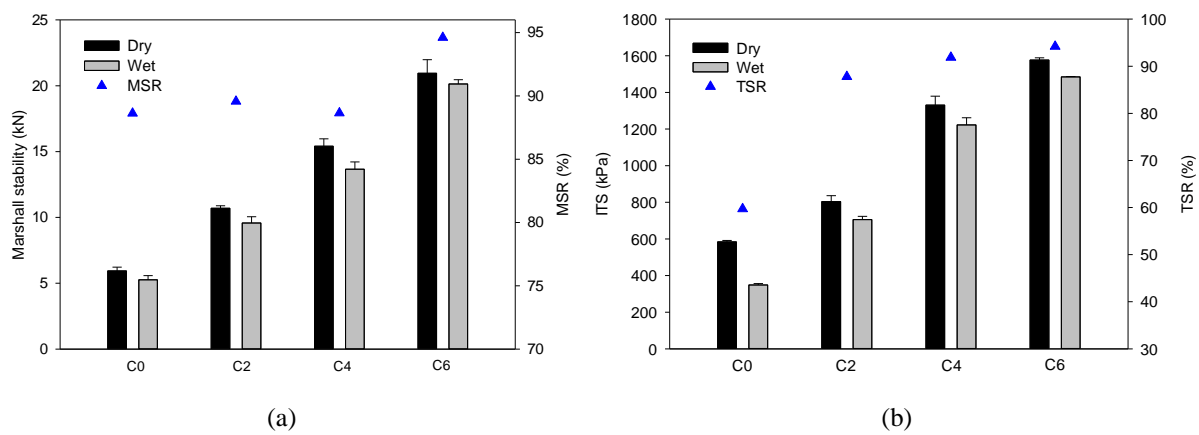 25
20
15
10
5
0
Marshall stability (kN)
Dry
Wet
MSR
95
90
85
80
75
70
MSR (%)
C0 C2 C4 C6
(a)
1800
1600
1400
1200
1000
800
600
400
200
0
ITS (kPa)
Dry
Wet
TSR
100
90
80
70
60
50
40
30
TSR (%)
C0 C2 C4 C6
(b)